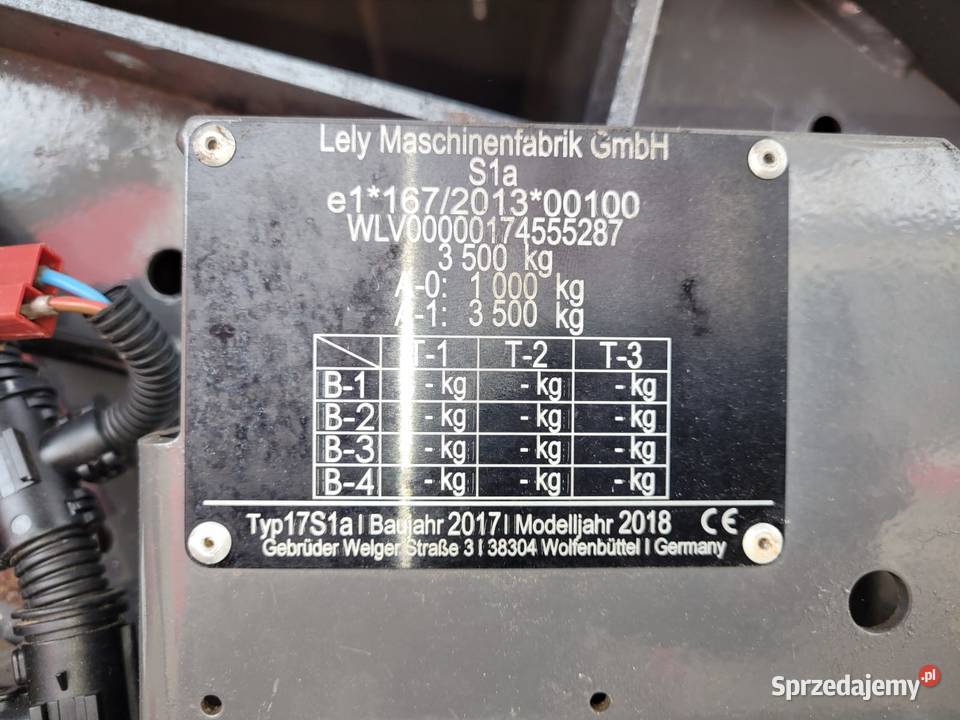 Lely Maschinenfabrik GmbH
S1a
e1*167/2013*00100
WLV00000174555287
3 500 kg
A-0: 1 000 kg
A-1: 3 500 kg
T-1 T-2 T-3
B-1 - kg - kg - kg
B-2 - kg - kg - kg
B-3 - kg - kg - kg
B-4 - kg - kg - kg
Typ17S1a I Baujahr 2017 I Modelljahr 2018 CE
Gebrüder Welger Straße 3 I 38304 Wolfenbüttel I Germany
Sprzedajemy.pl